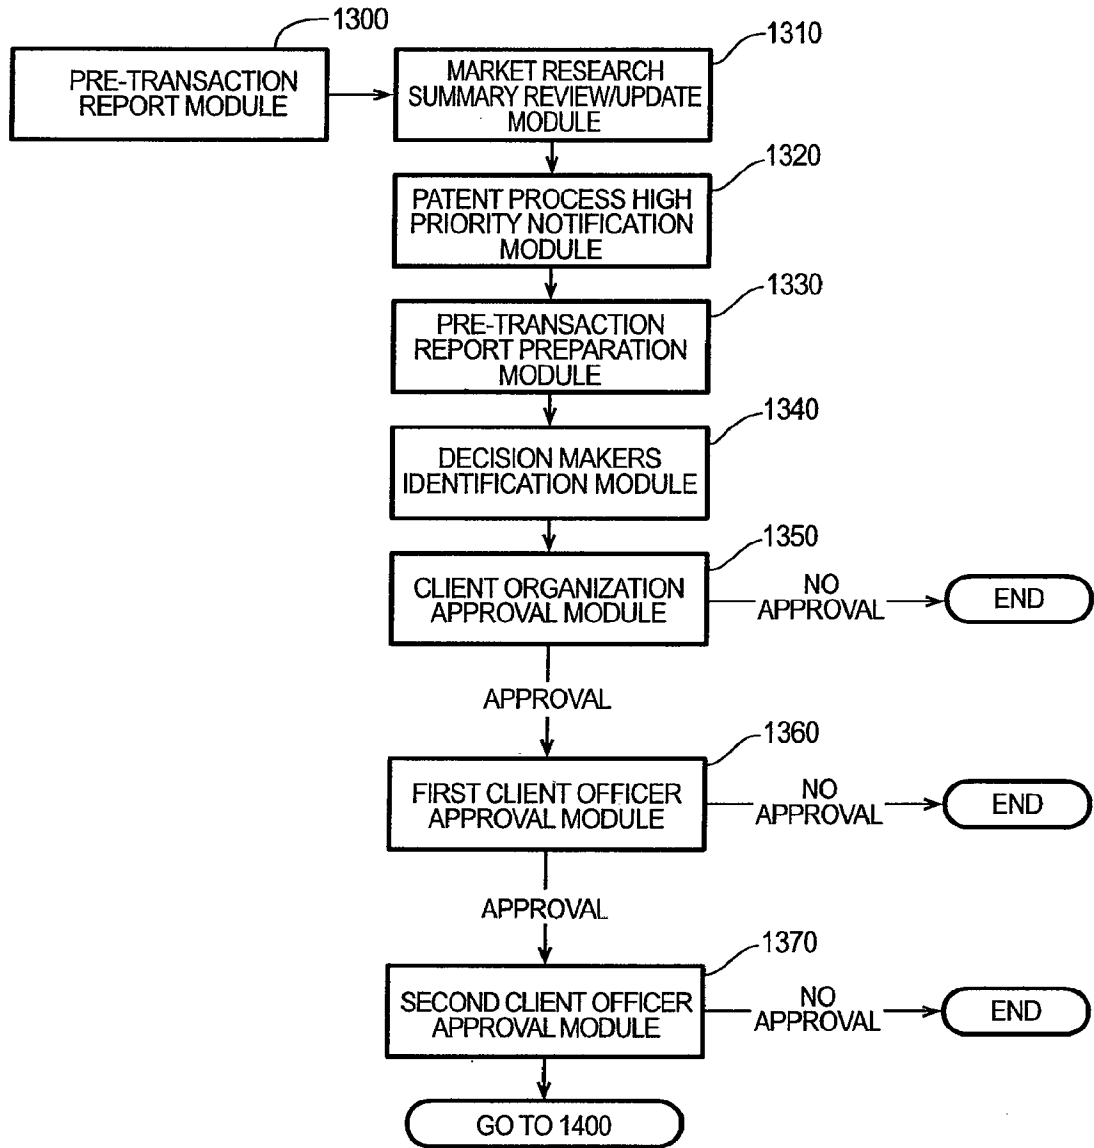 1300
PRE-TRANSACTION
REPORT MODULE
1310
MARKET RESEARCH
SUMMARY REVIEW/UPDATE
MODULE
1320
PATENT PROCESS HIGH
PRIORITY NOTIFICATION
MODULE
1330
PRE-TRANSACTION
REPORT PREPARATION
MODULE
1340
DECISION MAKERS
IDENTIFICATION MODULE
1350
CLIENT ORGANIZATION
APPROVAL MODULE
NO
APPROVAL
END
APPROVAL
1360
FIRST CLIENT OFFICER
APPROVAL MODULE
NO
APPROVAL
END
APPROVAL
1370
SECOND CLIENT OFFICER
APPROVAL MODULE
NO
APPROVAL
END
GO TO 1400